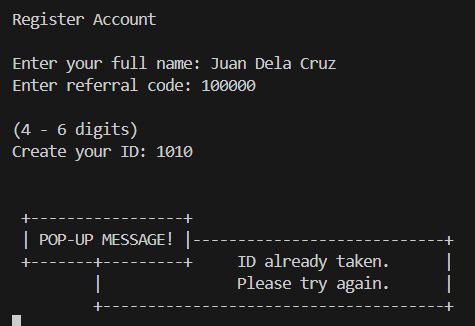 Register Account
Enter your full name: Juan Dela Cruz
Enter referral code: 100000
(4 - 6 digits)
Create your ID: 1010
POP-UP MESSAGE!
ID already taken.
Please try again.